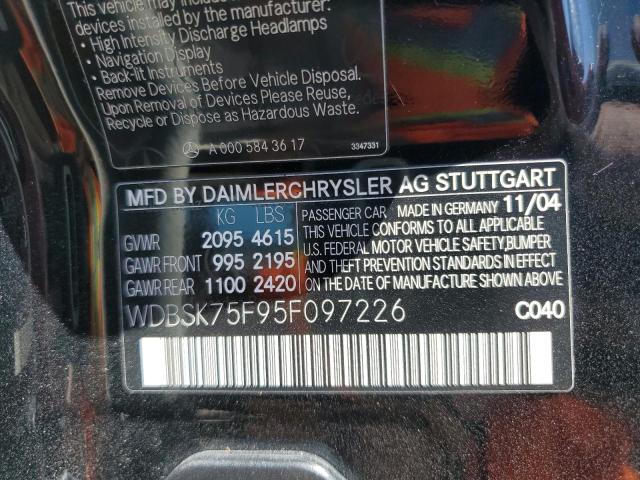 This vehicle may include
devices installed by the manufacturer:
• High Intensity Discharge Headlamps
• Navigation Display
• Back-lit Instruments
Remove Devices Before Vehicle Disposal.
Upon Removal of Devices Please Reuse,
Recycle or Dispose as Hazardous Waste.
A 000 584 36 17 3347331
MFD BY DAIMLERCHRYSLER AG STUTTGART
KG LBS PASSENGER CAR MADE IN GERMANY 11/04
GVWR 2095 4615 THIS VEHICLE CONFORMS TO ALL APPLICABLE
U.S. FEDERAL MOTOR VEHICLE SAFETY, BUMPER
GAWR FRONT 995 2195 AND THEFT PREVENTION STANDARDS IN EFFECT
GAWR REAR 1100 2420 ON THE DATE OF MANUFACTURE SHOWN ABOVE.
WDBSK75F95F097226 C040